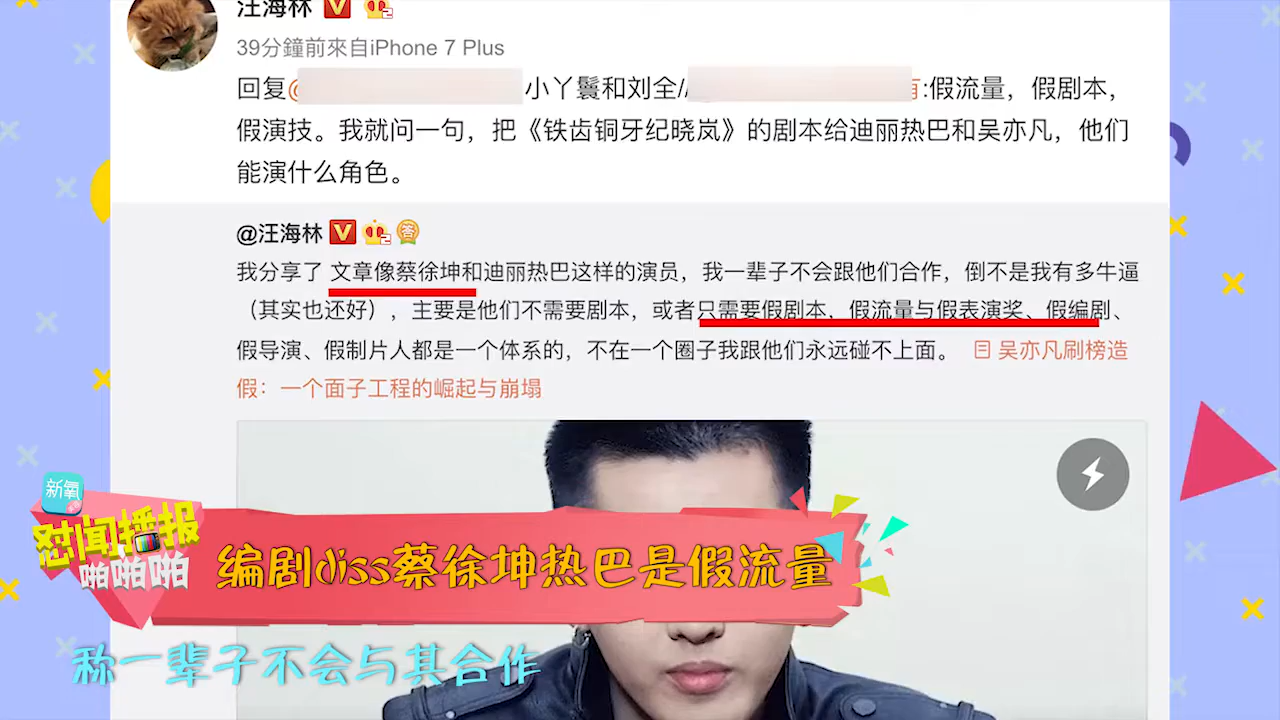 汪海林
39分鐘前來自iPhone 7 Plus
回复@ 小丫鬟和刘全// 有:假流量，假剧本，
假演技。我就问一句，把《铁齿铜牙纪晓岚》的剧本给迪丽热巴和吴亦凡，他们
能演什么角色。
@汪海林
我分享了 文章像蔡徐坤和迪丽热巴这样的演员，我一辈子不会跟他们合作，倒不是我有多牛逼
（其实也还好），主要是他们不需要剧本，或者只需要假剧本，假流量与假表演奖、假编剧、
假导演、假制片人都是一个体系的，不在一个圈子我跟他们永远碰不上面。 吴亦凡刷榜造
假：一个面子工程的崛起与崩塌
新氧
怼闻播报
啪啪啪
编剧diss蔡徐坤热巴是假流量
称一辈子不会与其合作